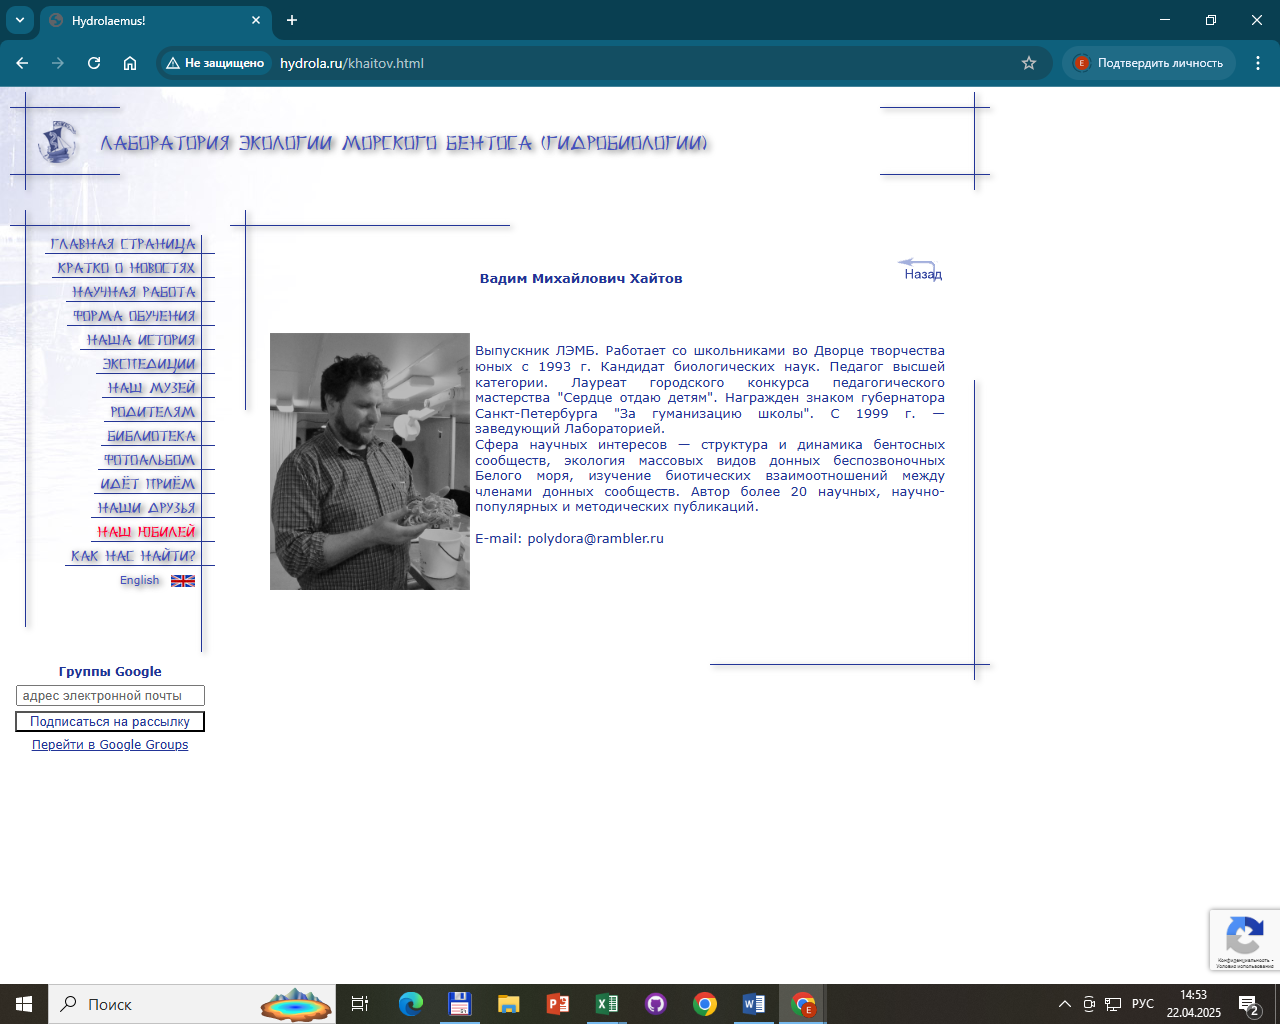 Hydrolaemus!
Не защищено
hydrola.ru/khaitov.html
Е
Подтвердить личность
ЛАБОРАТОРИЯ ЭКОЛОГИИ МОРСКОГО БЕНТОСА (ГИДРОБИОЛОГИИ)
ГЛАВНАЯ СТРАНИЦА
КРАТКО О НОВОСТЯХ
НАУЧНАЯ РАБОТА
ФОРМА ОБУЧЕНИЯ
НАША ИСТОРИЯ
ЭКСПЕДИЦИИ
НАШ МУЗЕЙ
РОДИТЕЛЯМ
БИБЛИОТЕКА
ФОТОАЛЬБОМ
ИДЁТ ПРИЁМ
НАШИ ДРУЗЬЯ
НАШ ЮБИЛЕЙ
КАК НАС НАЙТИ?
English
Группы Google
адрес электронной почты
Подписаться на рассылку
Перейти в Google Groups
Вадим Михайлович Хайтов
Назад
Выпускник ЛЭМБ. Работает со школьниками во Дворце творчества
юных с 1993 г. Кандидат биологических наук. Педагог высшей
категории. Лауреат городского конкурса педагогического
мастерства "Сердце отдаю детям". Награжден знаком губернатора
Санкт-Петербурга "За гуманизацию школы". С 1999 г. —
заведующий Лабораторией.
Сфера научных интересов — структура и динамика бентосных
сообществ, экология массовых видов донных беспозвоночных
Белого моря, изучение биотических взаимоотношений между
членами донных сообществ. Автор более 20 научных, научно-
популярных и методических публикаций.
E-mail: polydora@rambler.ru
Конфиденциальность -
Условия использования
Поиск
РУС
14:53
22.04.2025
2